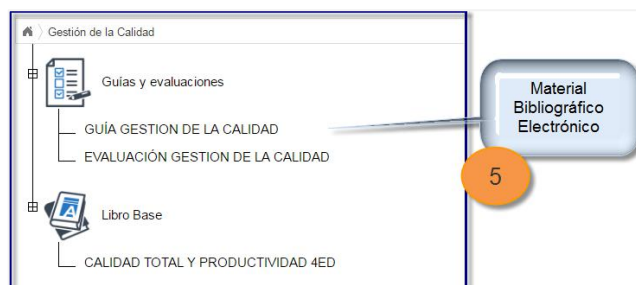 Gestión de la Calidad
Guias y evaluaciones
GUÍA GESTION DE LA CALIDAD
EVALUACIÓN GESTION DE LA CALIDAD
Libro Base
CALIDAD TOTAL Y PRODUCTIVIDAD 4ED
Material
Bibliográfico
Electrónico
5